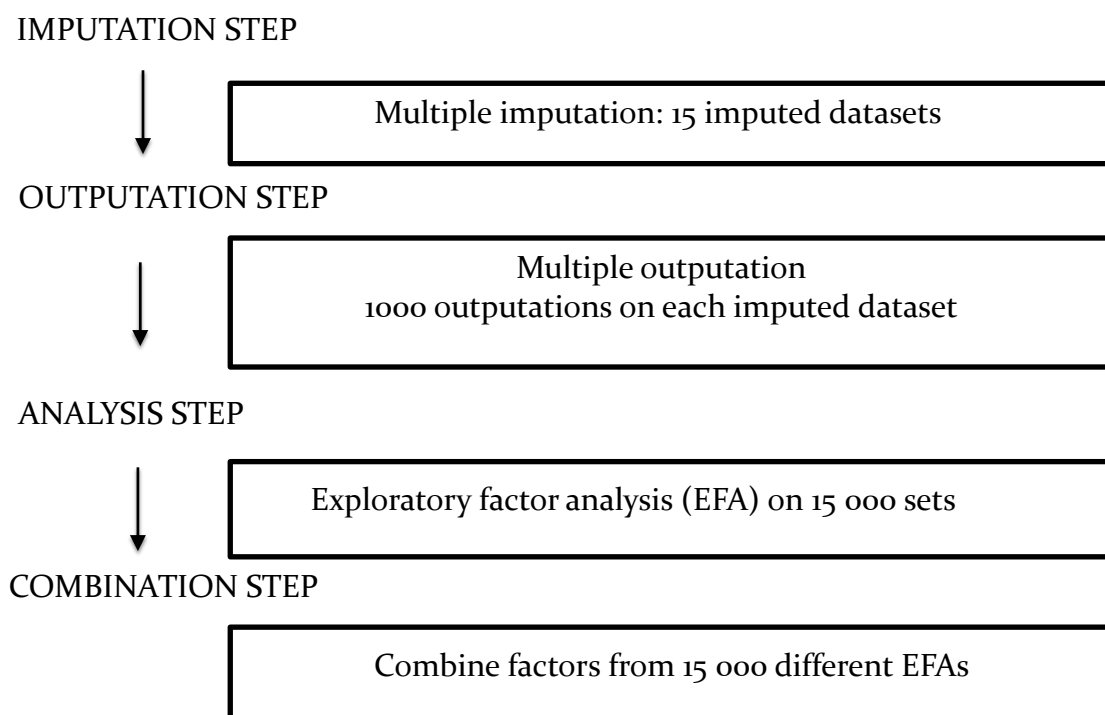 IMPUTATION STEP
Multiple imputation: 15 imputed datasets
OUTPUTATION STEP
Multiple outputation
1000 outputations on each imputed dataset
ANALYSIS STEP
Exploratory factor analysis (EFA) on 15 000 sets
COMBINATION STEP
Combine factors from 15 000 different EFAs